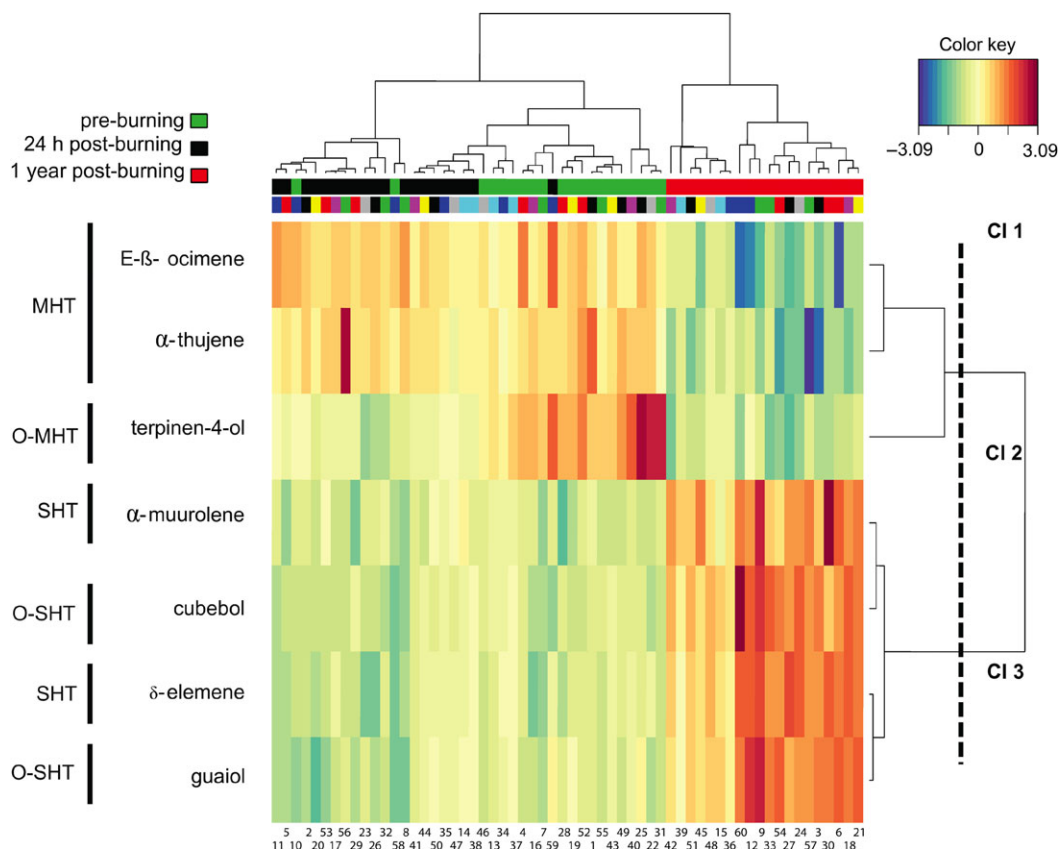 Color key
−3.09 0 3.09
pre-burning
24 h post-burning
1 year post-burning
MHT
O-MHT
SHT
O-SHT
SHT
O-SHT
E-ß- ocimene
α-thujene
terpinen-4-ol
α-muurolene
cubebol
δ-elemene
guaiol
Cl 1
Cl 2
Cl 3
5 2 53 56 23 32 8 44 35 14 46 34 4 7 28 52 55 49 25 31 39 45 15 60 9 54 24 3 6 21
11 10 20 17 29 26 58 41 50 47 38 13 37 16 59 19 1 43 40 22 42 51 48 36 12 33 27 57 30 18